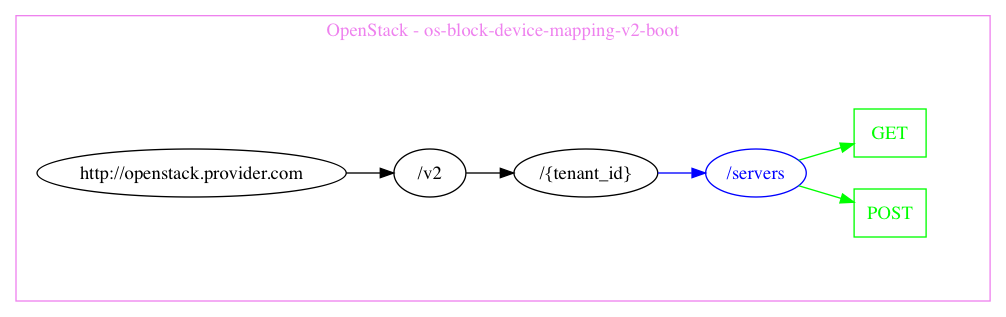 OpenStack - os-block-device-mapping-v2-boot
http://openstack.provider.com
/v2
/{tenant_id}
/servers
GET
POST